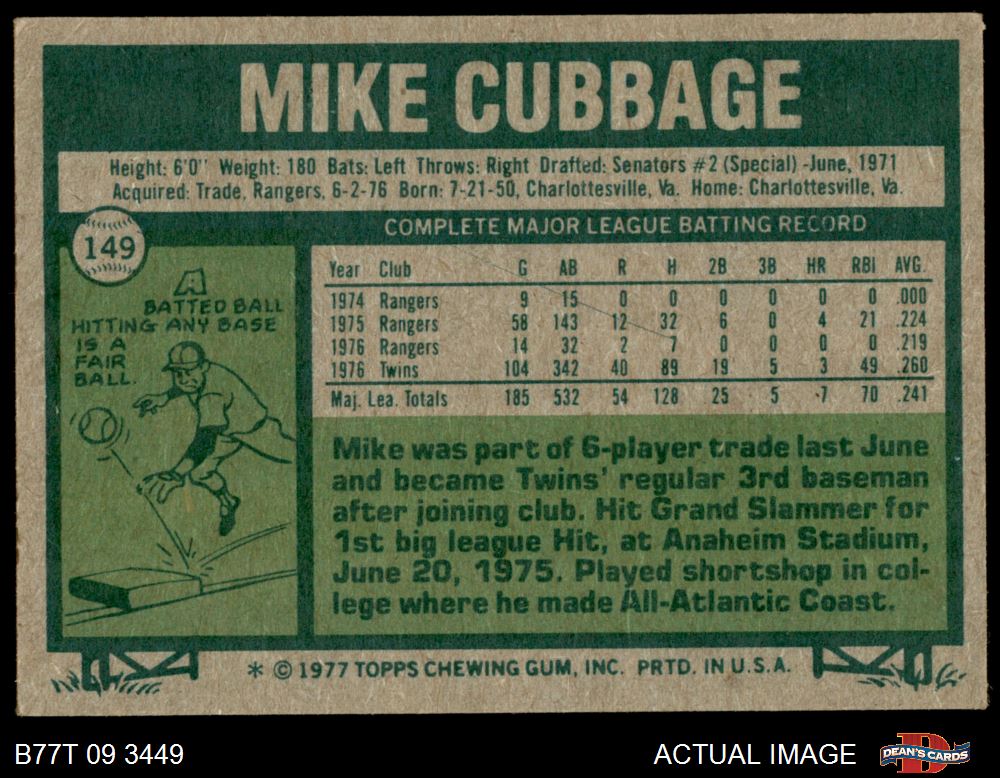 MIKE CUBBAGE
Height: 6'0" Weight: 180 Bats: Left Throws: Right Drafted: Senators #2 (Special) -June, 1971
Acquired: Trade, Rangers, 6-2-76 Born: 7-21-50, Charlottesville, Va. Home: Charlottesville, Va.
149
A
BATTED BALL
HITTING ANY BASE
IS A
FAIR
BALL.
COMPLETE MAJOR LEAGUE BATTING RECORD
Year Club G AB R H 2B 3B HR RBI AVG.
1974 Rangers 9 15 0 0 0 0 0 0 .000
1975 Rangers 58 143 12 32 6 0 4 21 .224
1976 Rangers 14 32 2 7 0 0 0 0 .219
1976 Twins 104 342 40 89 19 5 3 49 .260
Maj. Lea. Totals 185 532 54 128 25 5 7 70 .241
Mike was part of 6-player trade last June
and became Twins' regular 3rd baseman
after joining club. Hit Grand Slammer for
1st big league Hit, at Anaheim Stadium,
June 20, 1975. Played shortshop in col-
lege where he made All-Atlantic Coast.
* © 1977 TOPPS CHEWING GUM, INC. PRTD. IN U.S.A.
B77T 09 3449
ACTUAL IMAGE
DEAN'S CARDS